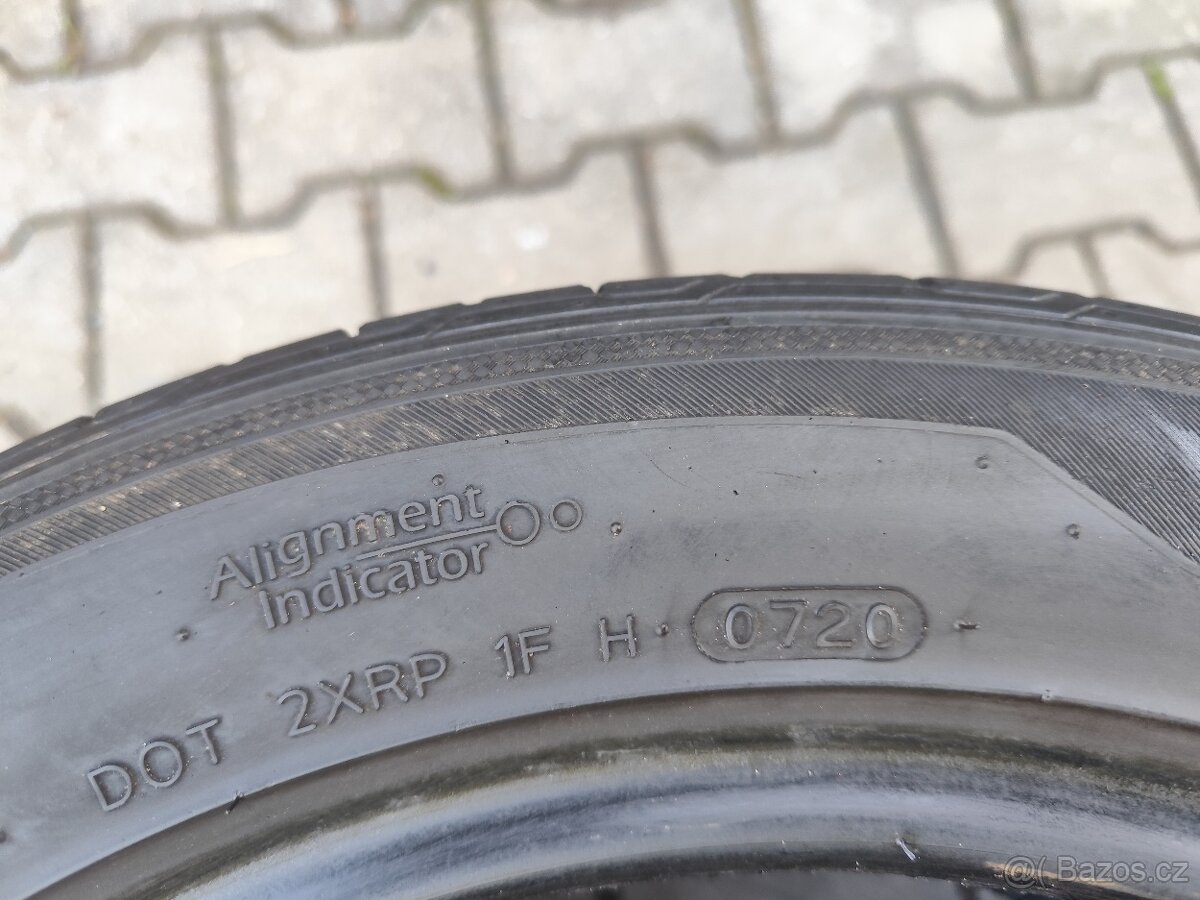 Alignment
Indicator
DOT 2XRP 1F H 0720
@ Bazos.cz